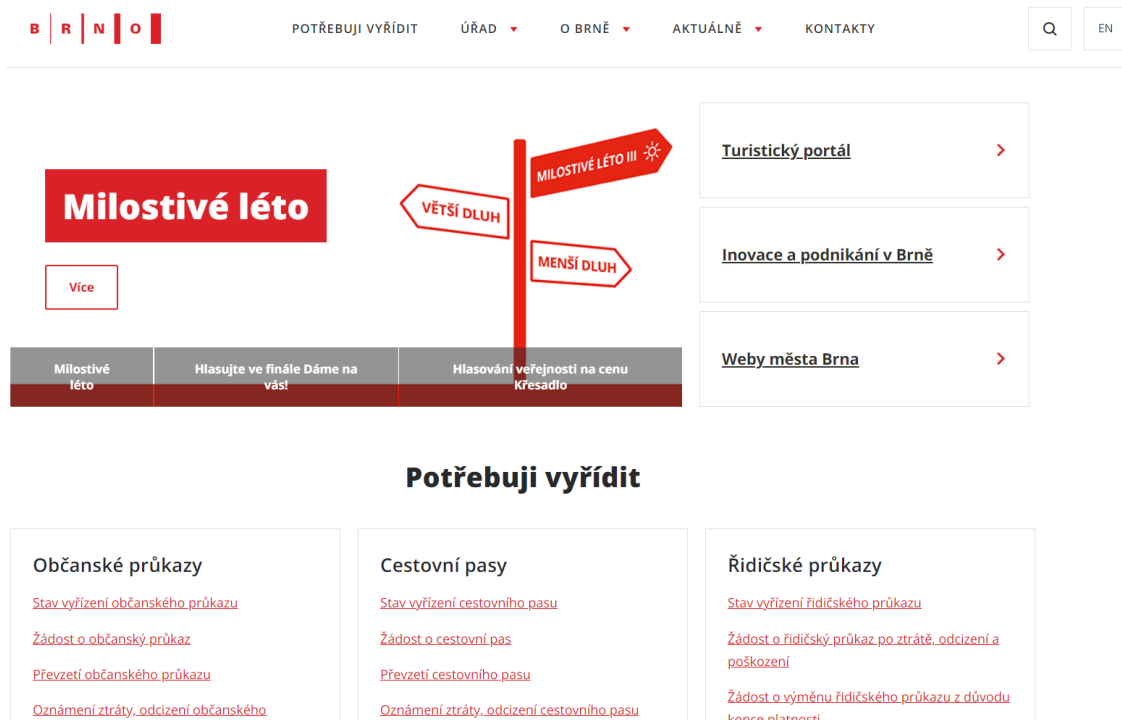 BRNO
POTŘEBUJI VYŘÍDIT
ÚŘAD
O BRNĚ
AKTUÁLNĚ
KONTAKTY
EN
Milostivé léto
Více
MILOSTIVÉ LÉTO III
VĚTŠÍ DLUH
MENŠÍ DLUH
Milostivé
léto
Hlasujte ve finále Dáme na
vás!
Hlasování veřejnosti na cenu
Křesadlo
Turistický portál
Inovace a podnikání v Brně
Weby města Brna
Potřebuji vyřídit
Občanské průkazy
Stav vyřízení občanského průkazu
Žádost o občanský průkaz
Převzetí občanského průkazu
Oznámení ztráty, odcizení občanského
Cestovní pasy
Stav vyřízení cestovního pasu
Žádost o cestovní pas
Převzetí cestovního pasu
Oznámení ztráty, odcizení cestovního pasu
Řidičské průkazy
Stav vyřízení řidičského průkazu
Žádost o řidičský průkaz po ztrátě, odcizení a
poškození
Žádost o výměnu řidičského průkazu z důvodu
konce platnosti